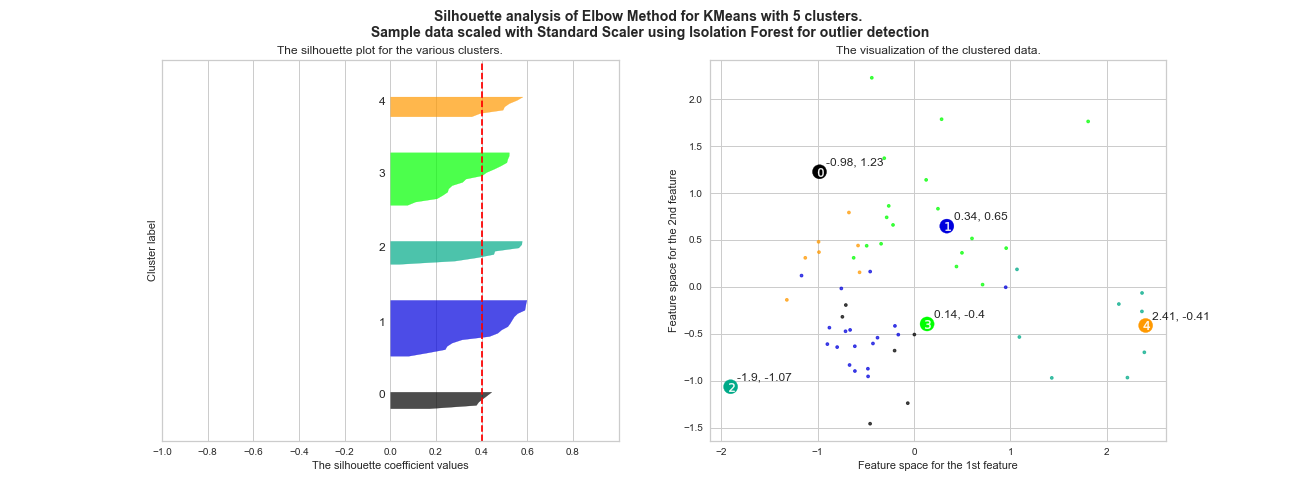 Silhouette analysis of Elbow Method for KMeans with 5 clusters.
Sample data scaled with Standard Scaler using Isolation Forest for outlier detection
The silhouette plot for the various clusters.
Cluster label
4
3
2
1
0
−1.0 −0.8 −0.6 −0.4 −0.2 0.0 0.2 0.4 0.6 0.8
The silhouette coefficient values
The visualization of the clustered data.
Feature space for the 2nd feature
2.0
1.5
1.0
0.5
0.0
−0.5
−1.0
−1.5
0 -0.98, 1.23
1 0.34, 0.65
3 0.14, -0.4
4 2.41, -0.41
2 -1.9, -1.07
−2 −1 0 1 2
Feature space for the 1st feature